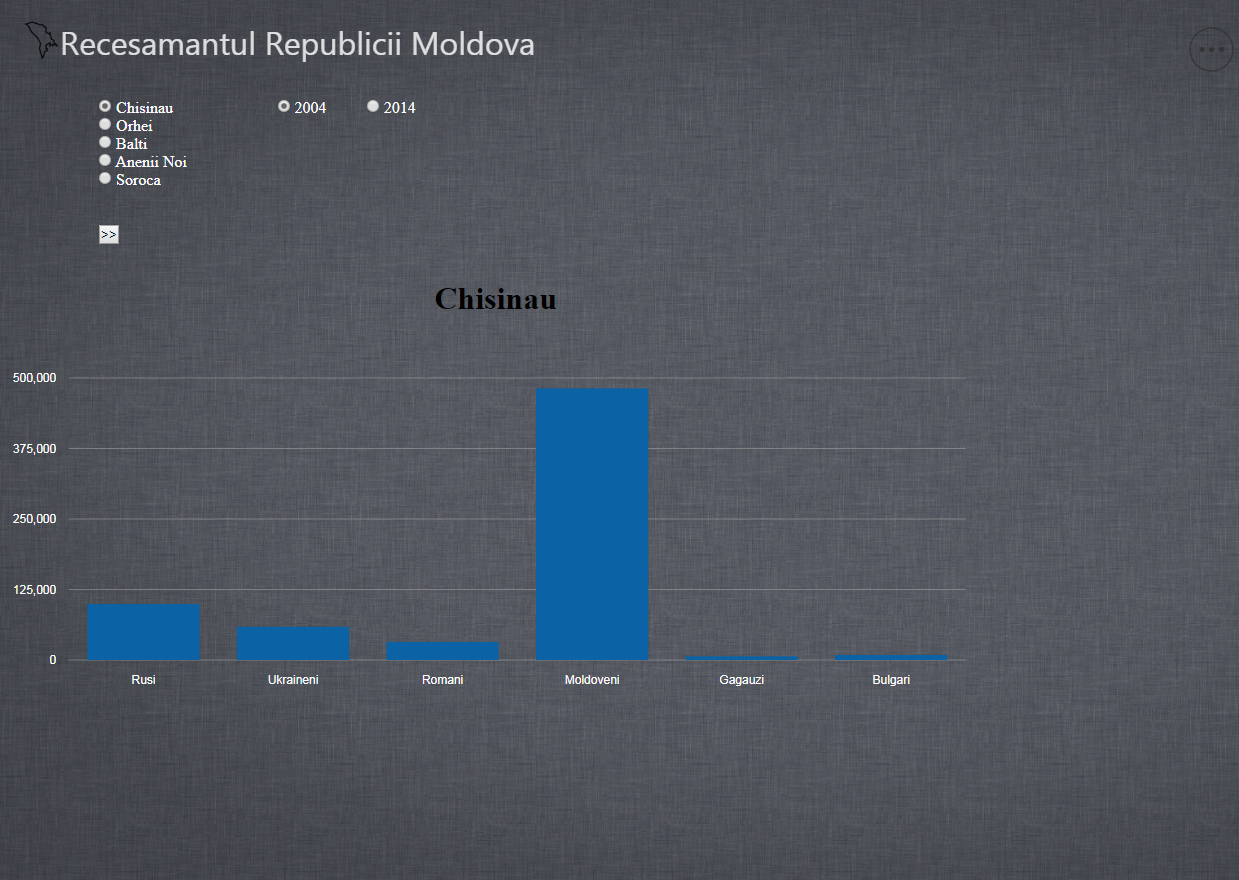 Recesamantul Republicii Moldova
Chisinau 2004 2014
Orhei
Balti
Anenii Noi
Soroca
>>
Chisinau
500,000
375,000
250,000
125,000
0
Rusi Ukraineni Romani Moldoveni Gagauzi Bulgari